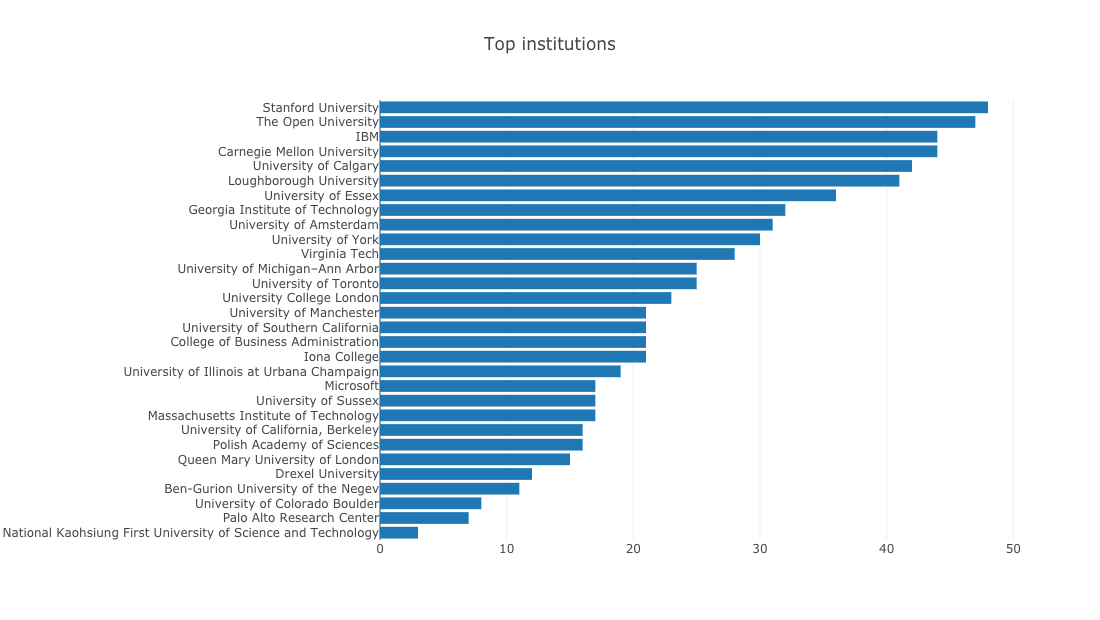 Top institutions
Stanford University
The Open University
IBM
Carnegie Mellon University
University of Calgary
Loughborough University
University of Essex
Georgia Institute of Technology
University of Amsterdam
University of York
Virginia Tech
University of Michigan–Ann Arbor
University of Toronto
University College London
University of Manchester
University of Southern California
College of Business Administration
Iona College
University of Illinois at Urbana Champaign
Microsoft
University of Sussex
Massachusetts Institute of Technology
University of California, Berkeley
Polish Academy of Sciences
Queen Mary University of London
Drexel University
Ben-Gurion University of the Negev
University of Colorado Boulder
Palo Alto Research Center
National Kaohsiung First University of Science and Technology
0 10 20 30 40 50